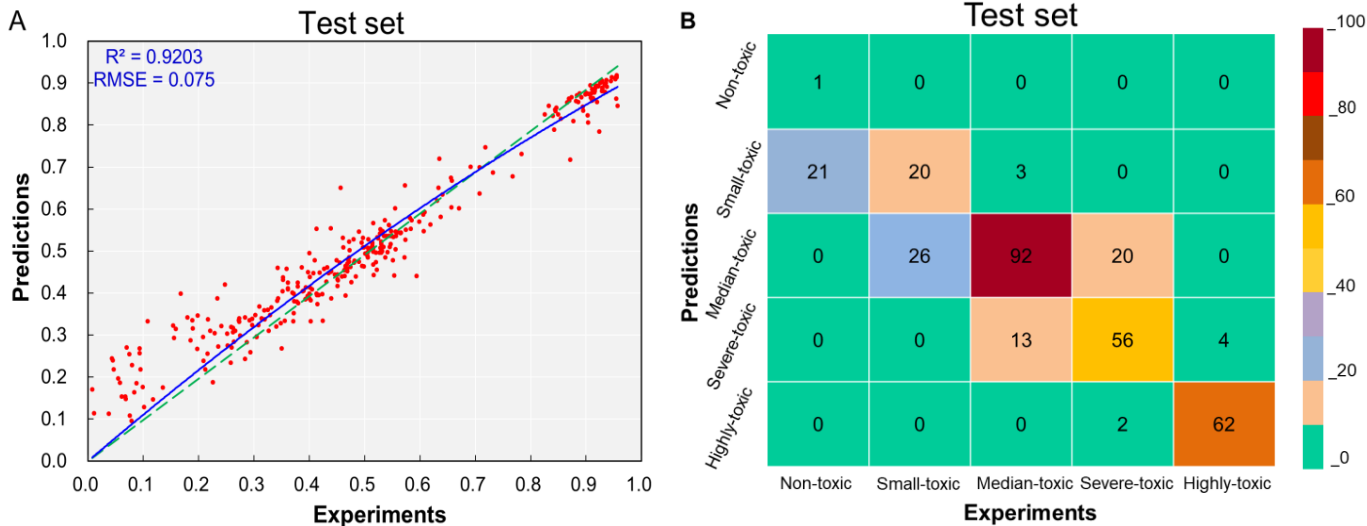 A
Test set
R² = 0.9203
RMSE = 0.075
Predictions
1.0
0.9
0.8
0.7
0.6
0.5
0.4
0.3
0.2
0.1
0.0
0.0 0.1 0.2 0.3 0.4 0.5 0.6 0.7 0.8 0.9 1.0
Experiments
B
Test set
Predictions
Non-toxic
1 0 0 0 0
Small-toxic
21 20 3 0 0
Median-toxic
0 26 92 20 0
Severe-toxic
0 0 13 56 4
Highly-toxic
0 0 0 2 62
Non-toxic Small-toxic Median-toxic Severe-toxic Highly-toxic
Experiments
_100
_80
_60
_40
_20
_0